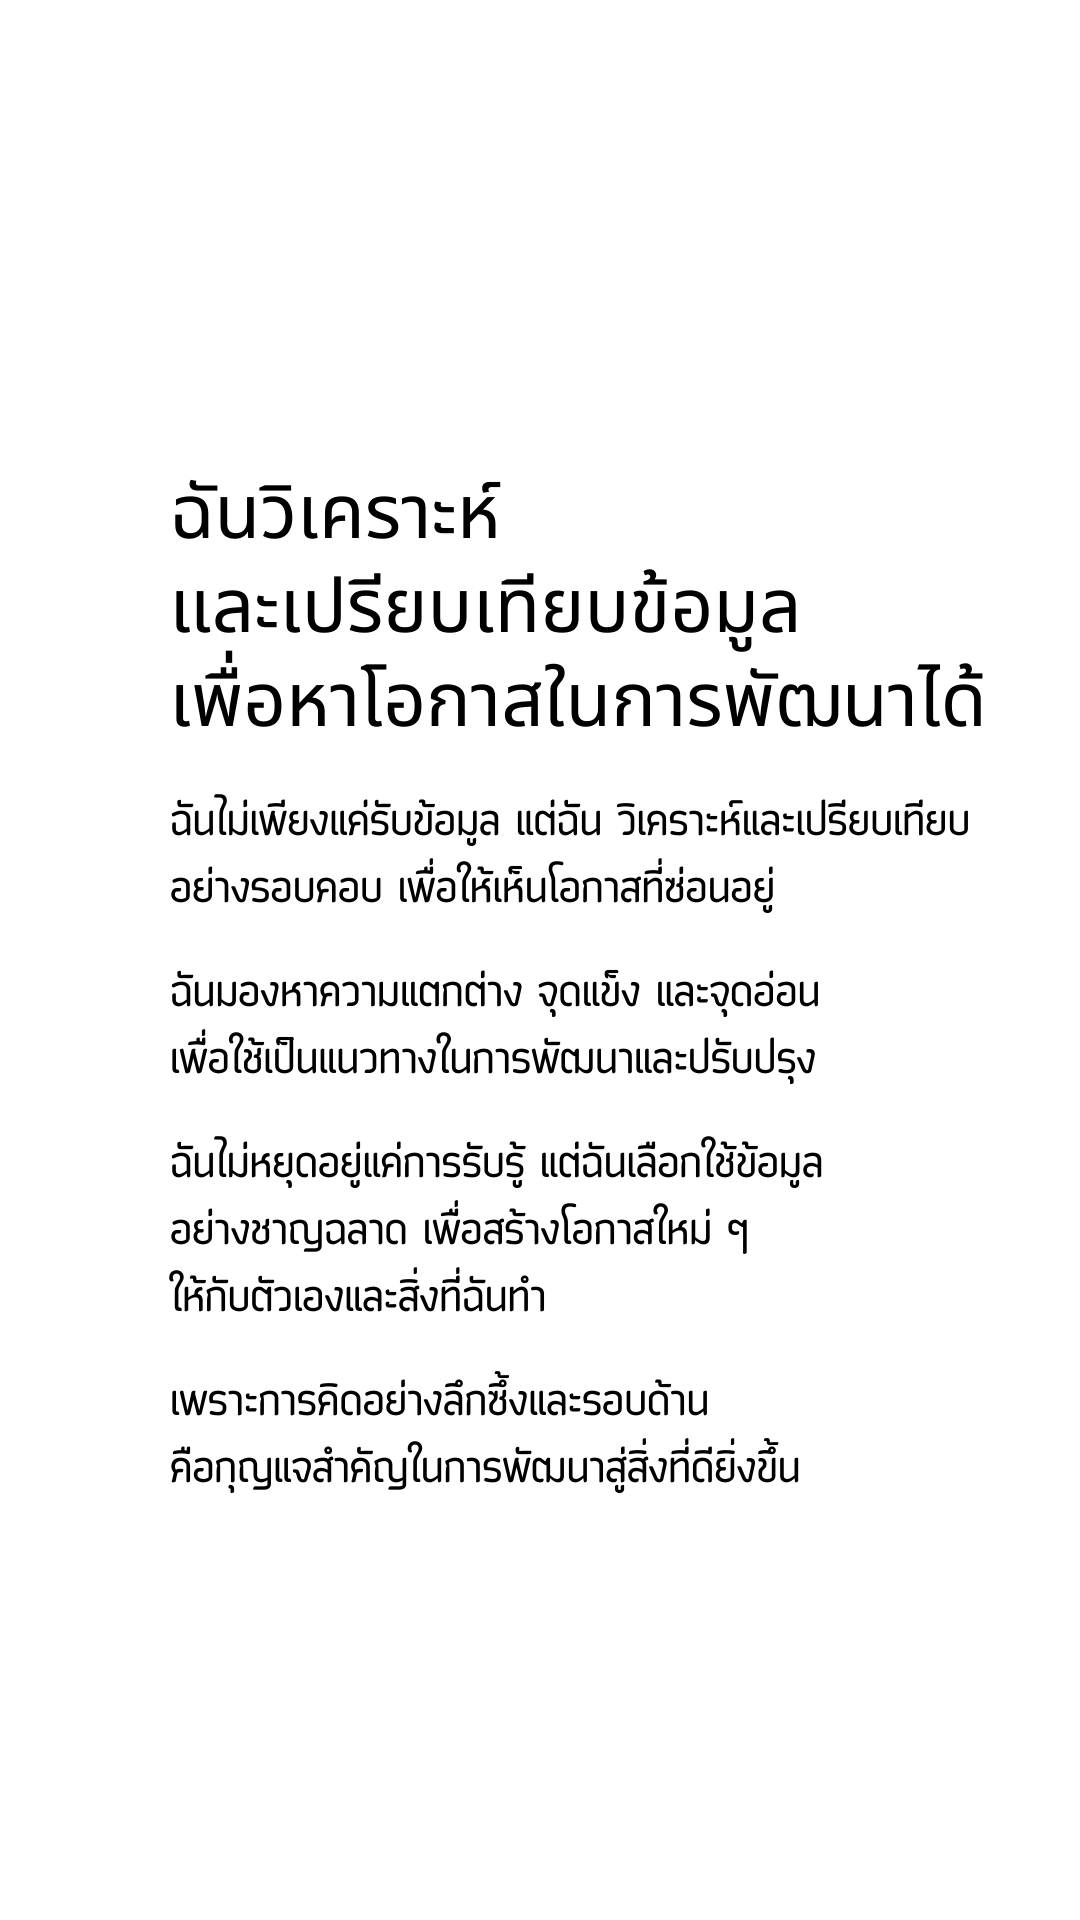 ฉันวิเคราะห์
และเปรียบเทียบข้อมูล
เพื่อหาโอกาสในการพัฒนาได้
ฉันไม่เพียงแค่รับข้อมูล แต่ฉัน วิเคราะห์และเปรียบเทียบ
อย่างรอบคอบ เพื่อให้เห็นโอกาสที่ซ่อนอยู่
ฉันมองหาความแตกต่าง จุดแข็ง และจุดอ่อน
เพื่อใช้เป็นแนวทางในการพัฒนาและปรับปรุง
ฉันไม่หยุดอยู่แค่การรับรู้ แต่ฉันเลือกใช้ข้อมูล
อย่างชาญฉลาด เพื่อสร้างโอกาสใหม่ ๆ
ให้กับตัวเองและสิ่งที่ฉันทำ
เพราะการคิดอย่างลึกซึ้งและรอบด้าน
คือกุญแจสำคัญในการพัฒนาสู่สิ่งที่ดียิ่งขึ้น